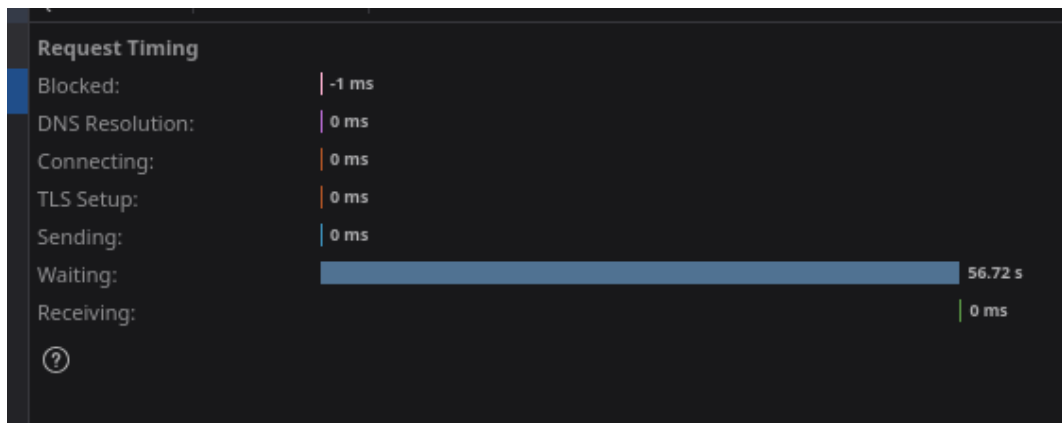 Request Timing
Blocked: -1 ms
DNS Resolution: 0 ms
Connecting: 0 ms
TLS Setup: 0 ms
Sending: 0 ms
Waiting: 56.72 s
Receiving: 0 ms
?